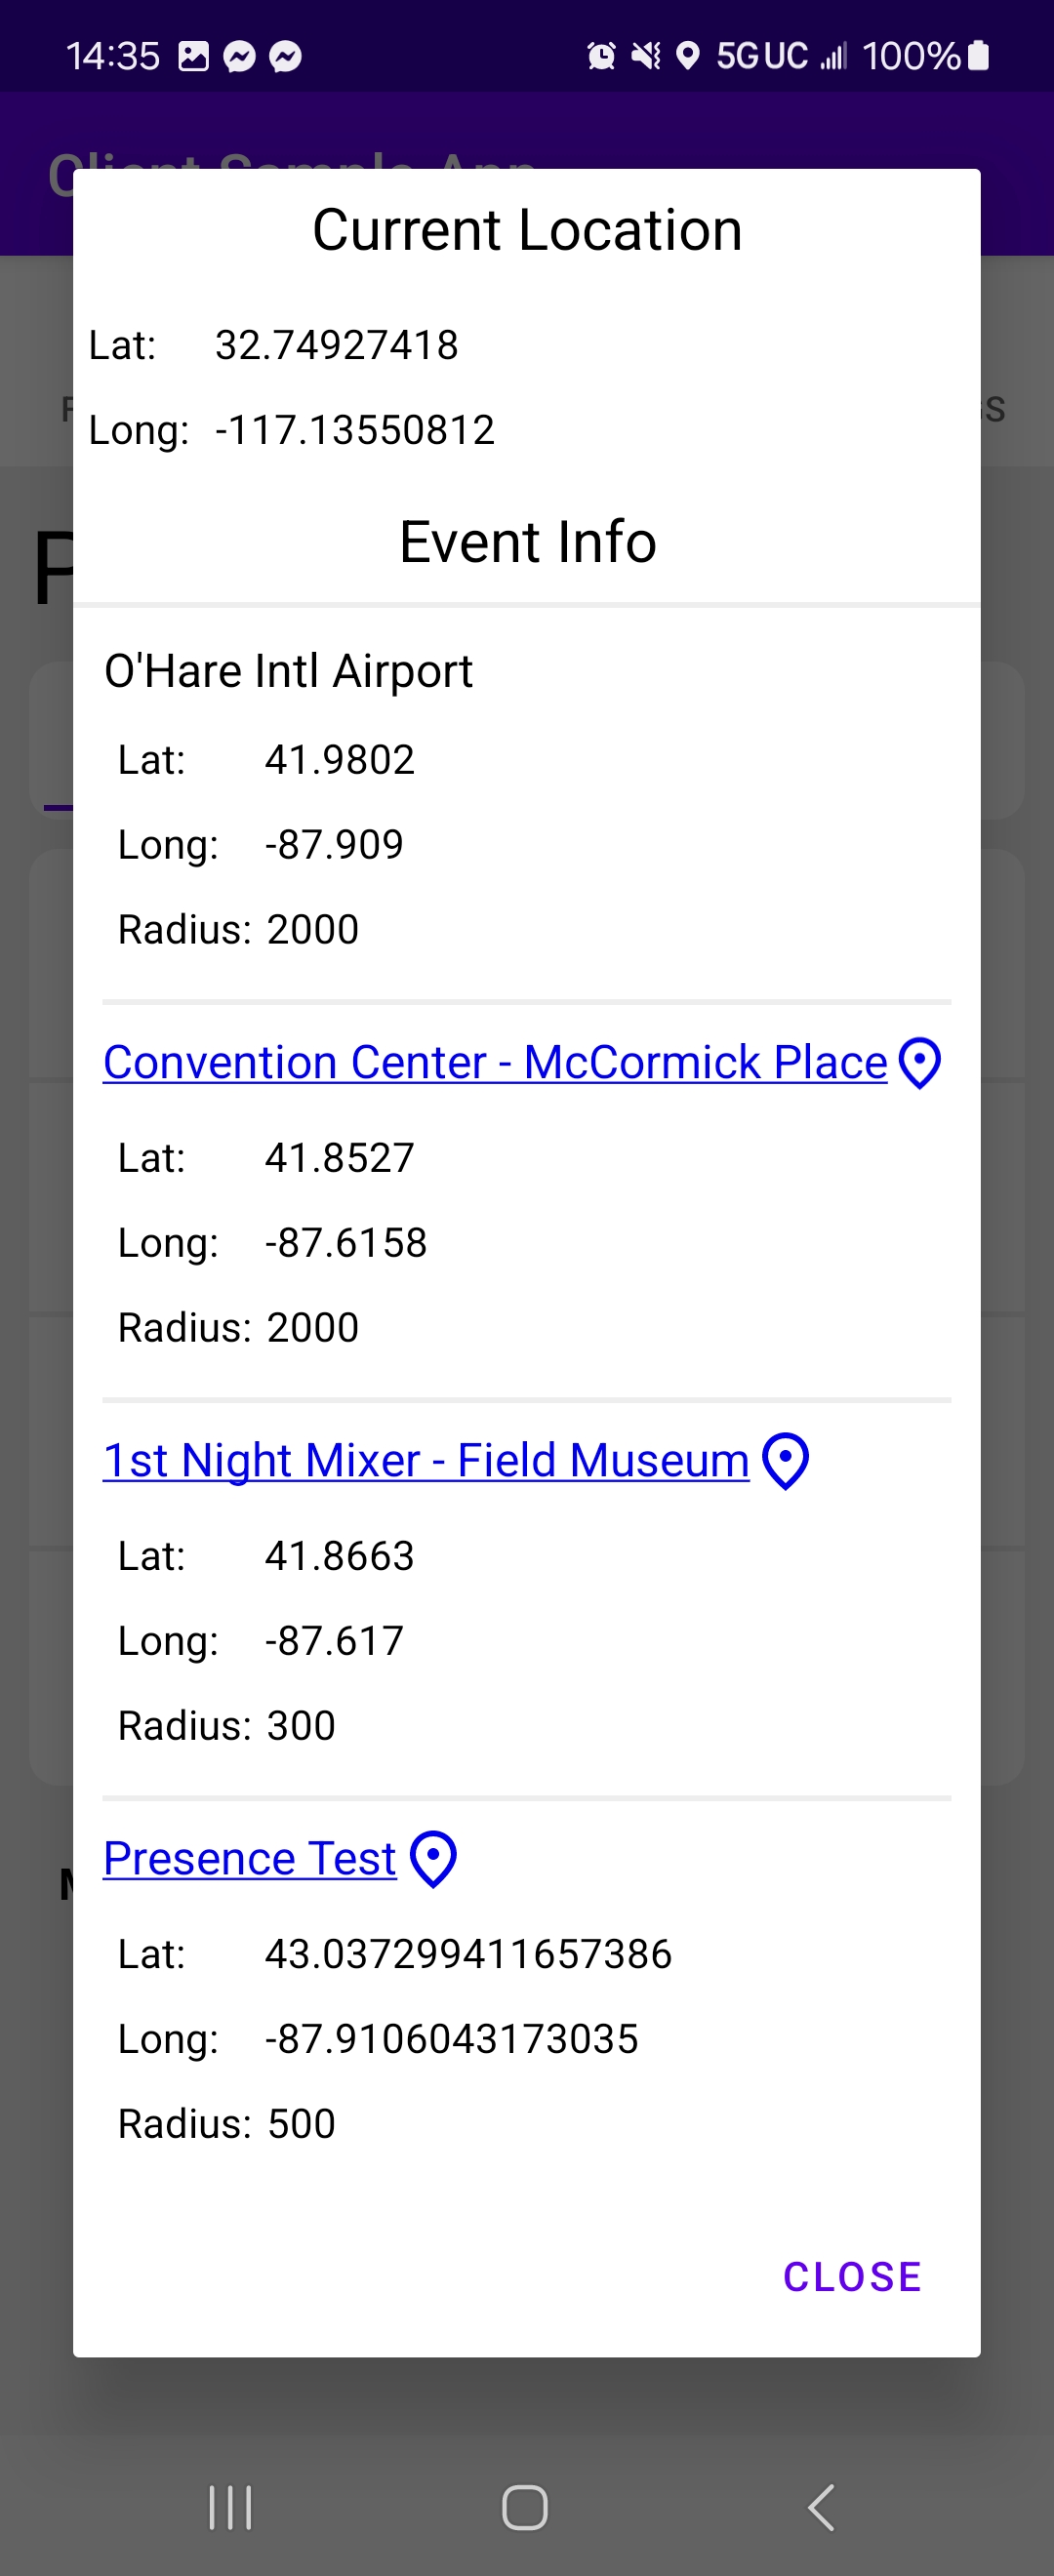 14:35 5G UC 100%
Client Sample App
Current Location
Lat: 32.74927418
Long: -117.13550812
Event Info
O'Hare Intl Airport
Lat: 41.9802
Long: -87.909
Radius: 2000
Convention Center - McCormick Place
Lat: 41.8527
Long: -87.6158
Radius: 2000
1st Night Mixer - Field Museum
Lat: 41.8663
Long: -87.617
Radius: 300
Presence Test
Lat: 43.037299411657386
Long: -87.9106043173035
Radius: 500
CLOSE